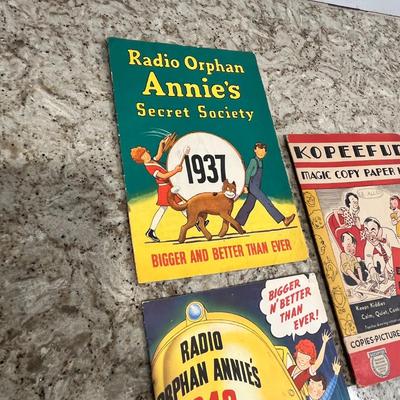 Radio Orphan
Annie's
Secret Society
1937
BIGGER AND BETTER THAN EVER
KOPEEFU
MAGIC COPY PAPER
Keeps Kiddies
Calm, Quiet,
COPIES PICTURE
BIGGER
N' BETTER
THAN
EVER!
RADIO
ORPHAN ANNIE'S